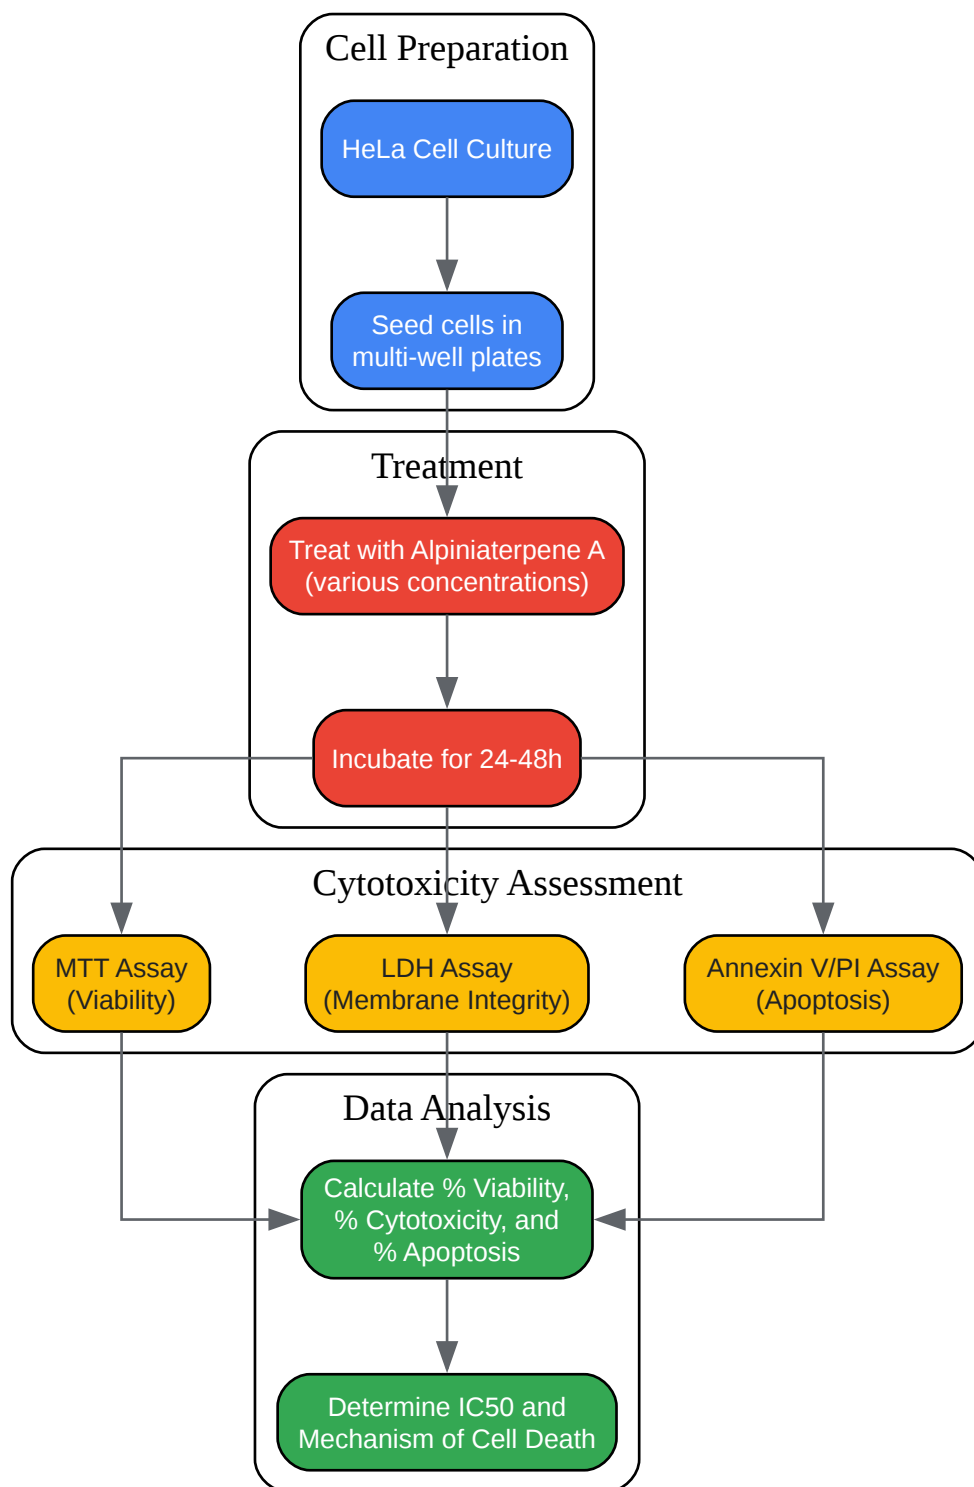 Cell Preparation
HeLa Cell Culture
Seed cells in
multi-well plates
Treatment
Treat with Alpiniaterpene A
(various concentrations)
Incubate for 24-48h
Cytotoxicity Assessment
MTT Assay
(Viability)
LDH Assay
(Membrane Integrity)
Annexin V/PI Assay
(Apoptosis)
Data Analysis
Calculate % Viability,
% Cytotoxicity, and
% Apoptosis
Determine IC50 and
Mechanism of Cell Death